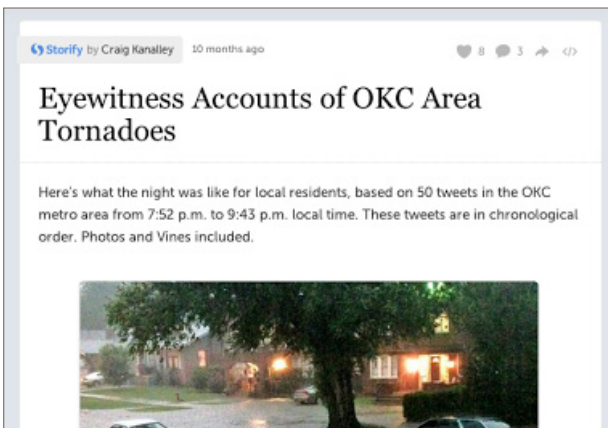 Storify by Craig Kanalley 10 months ago 8 3
Eyewitness Accounts of OKC Area
Tornadoes
Here's what the night was like for local residents, based on 50 tweets in the OKC
metro area from 7:52 p.m. to 9:43 p.m. local time. These tweets are in chronological
order. Photos and Vines included.